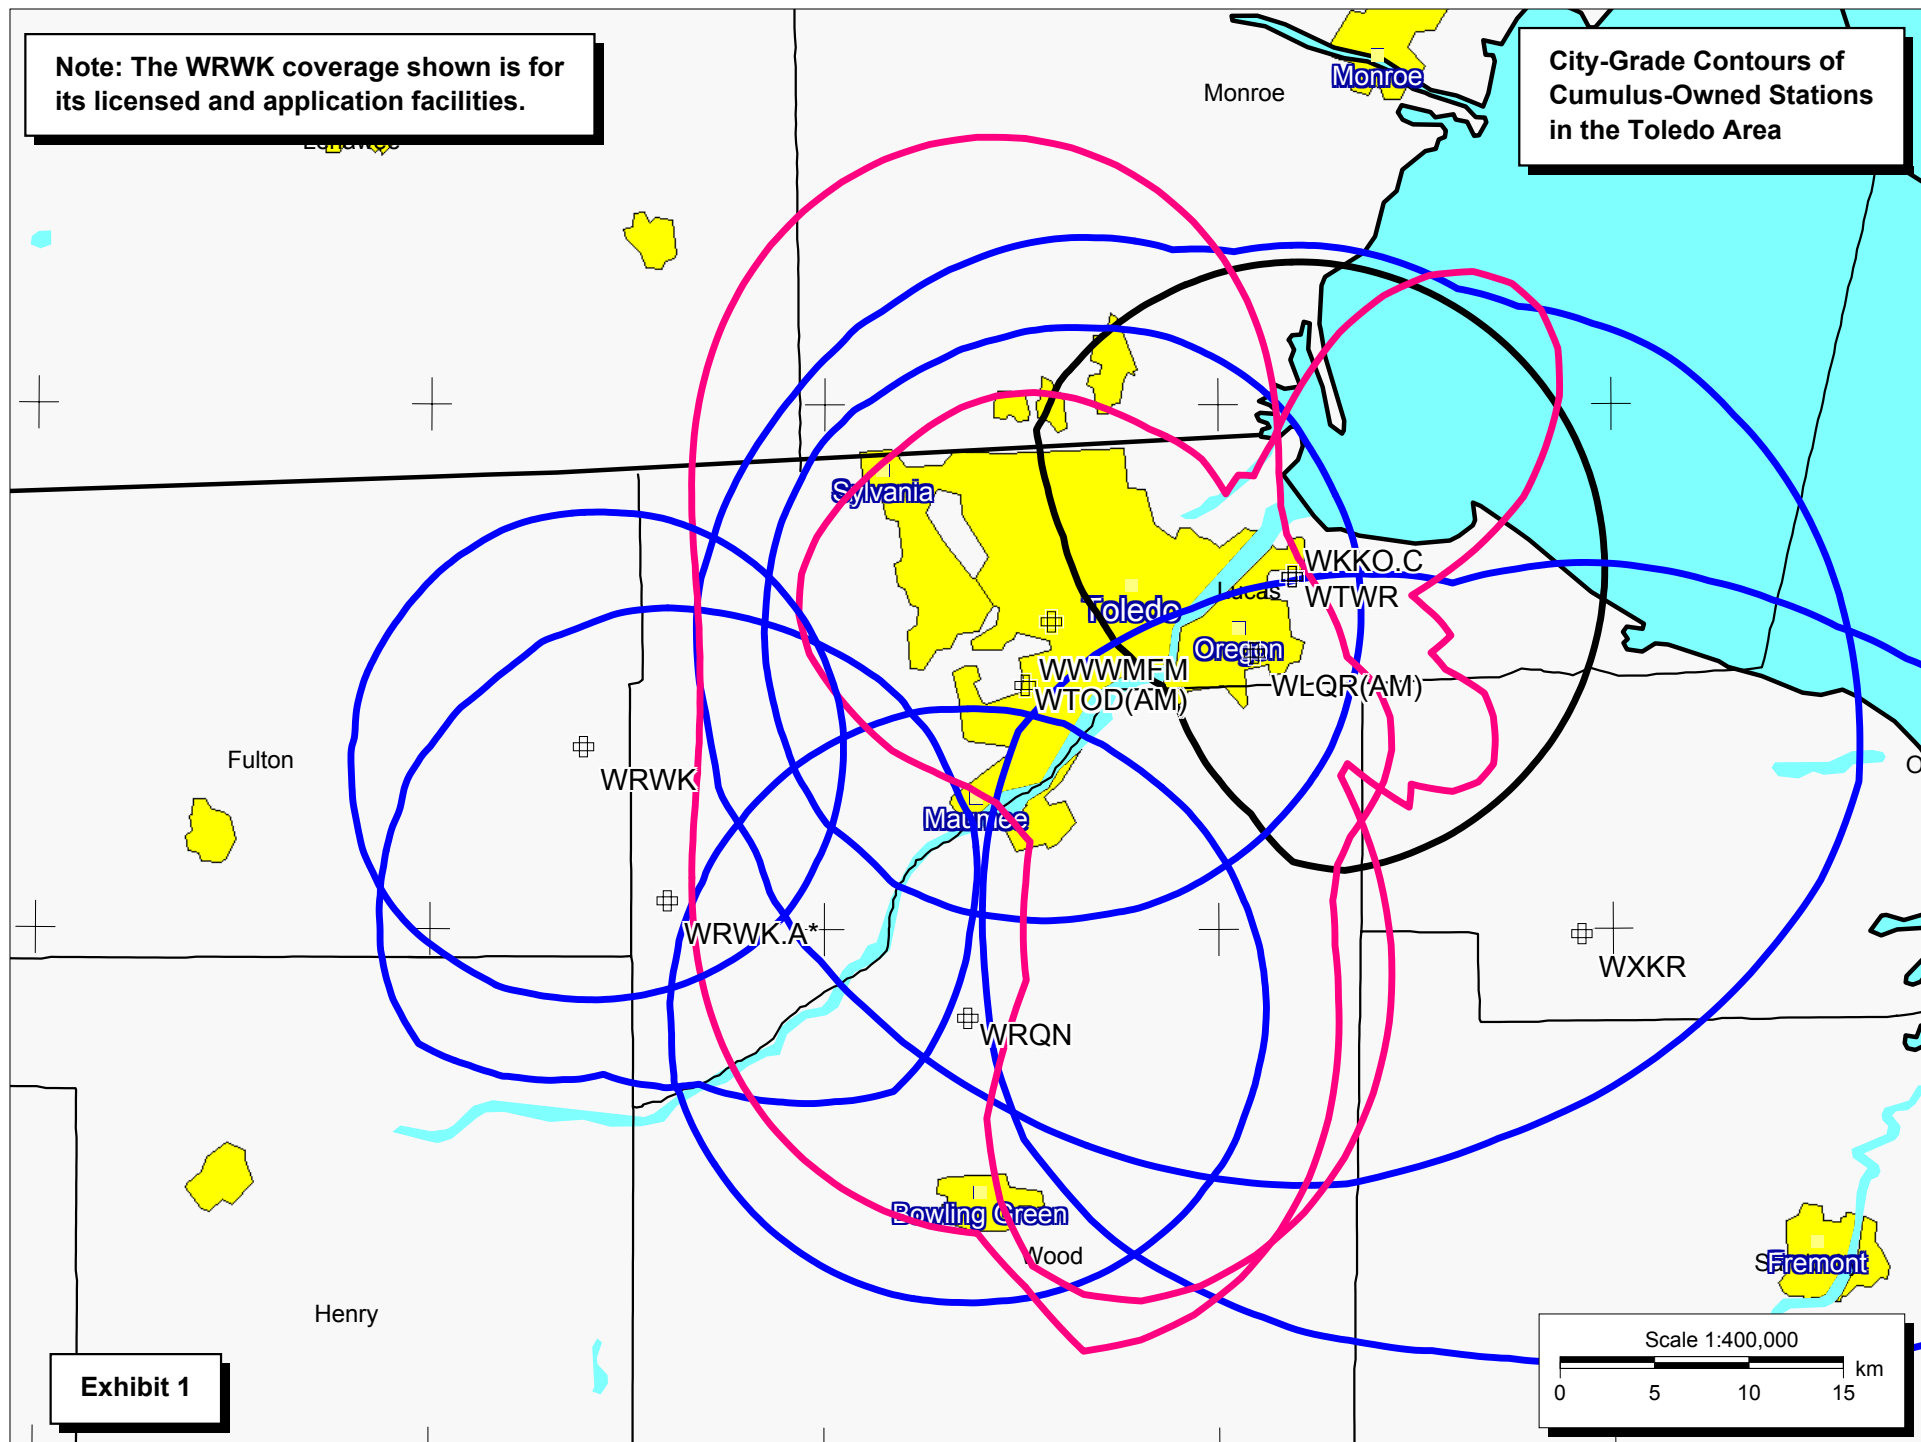 Note: The WRWK coverage shown is for
its licensed and application facilities.
City-Grade Contours of
Cumulus-Owned Stations
in the Toledo Area
Monroe
Monroe
Lenawee
Sylvania
WKKO.C
Lucas
WTWR
Toledo
Oregon
WWWMFM
WLQR(AM)
WTOD(AM)
Fulton
WRWK
O
Maumee
WRWK.A*
WXKR
WRQN
Bowling Green
Wood
Fremont
Henry
Scale 1:400,000
km
0 5 10 15
Exhibit 1